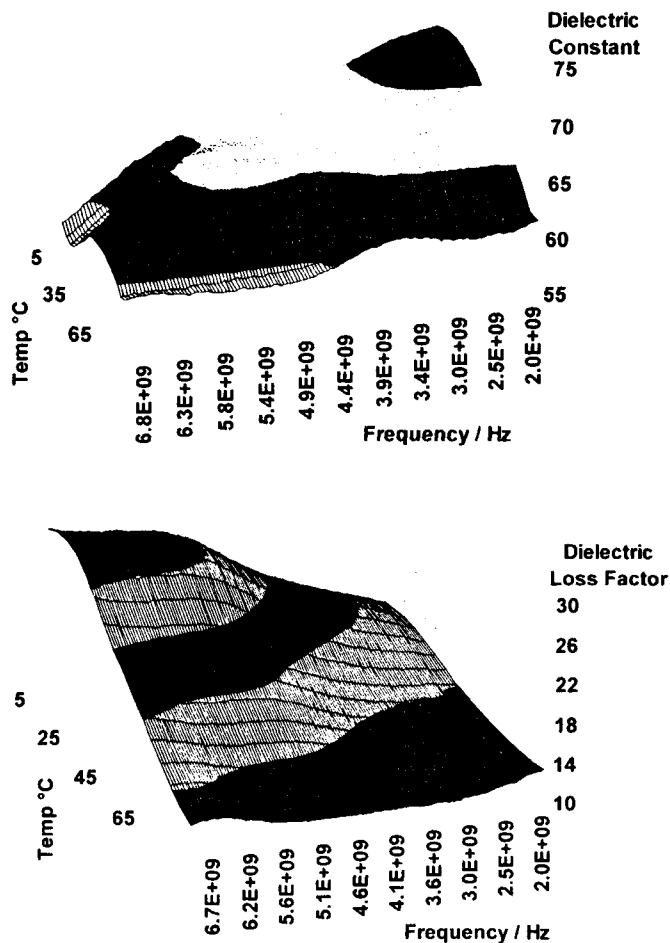 Dielectric
Constant
75
70
65
60
55
5
35
65
Temp °C
6.8E+09
6.3E+09
5.8E+09
5.4E+09
4.9E+09
4.4E+09
3.9E+09
3.4E+09
3.0E+09
2.5E+09
2.0E+09
Frequency / Hz
Dielectric
Loss Factor
30
26
22
18
14
10
5
25
45
65
Temp °C
6.7E+09
6.2E+09
5.6E+09
5.1E+09
4.6E+09
4.1E+09
3.6E+09
3.0E+09
2.5E+09
2.0E+09
Frequency / Hz